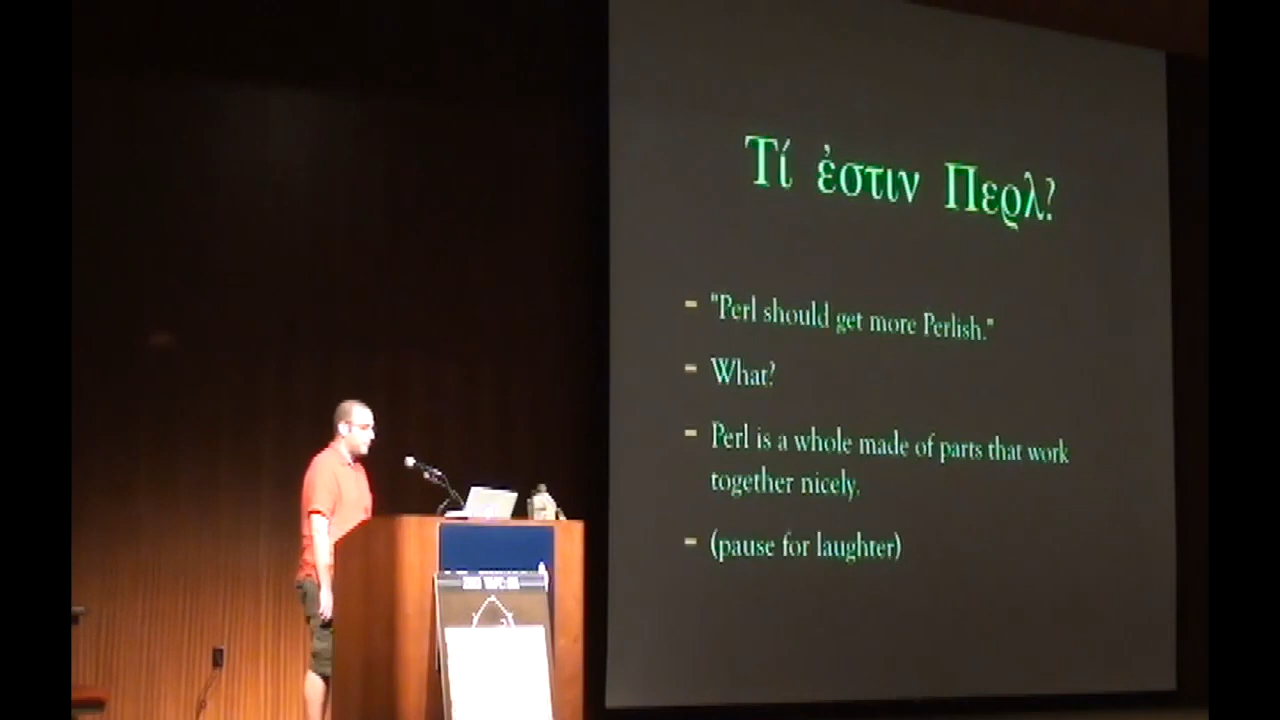 Τί ἐστιν Περλ?
- "Perl should get more Perlish."
- What?
- Perl is a whole made of parts that work
together nicely.
- (pause for laughter)